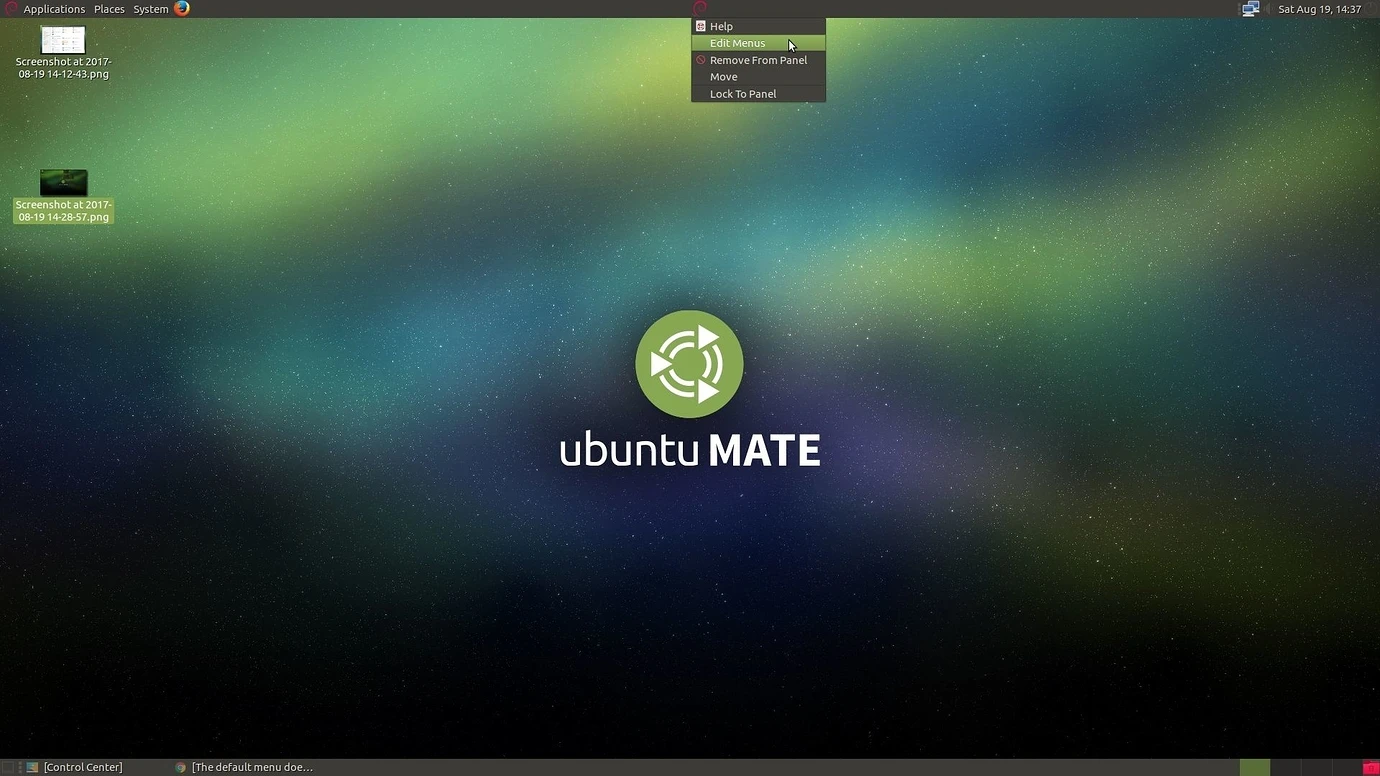 Applications Places System
Sat Aug 19, 14:37
Help
Edit Menus
Remove From Panel
Move
Lock To Panel
Screenshot at 2017-
08-19 14-12-43.png
Screenshot at 2017-
08-19 14-28-57.png
ubuntu MATE
[Control Center]
[The default menu doe...